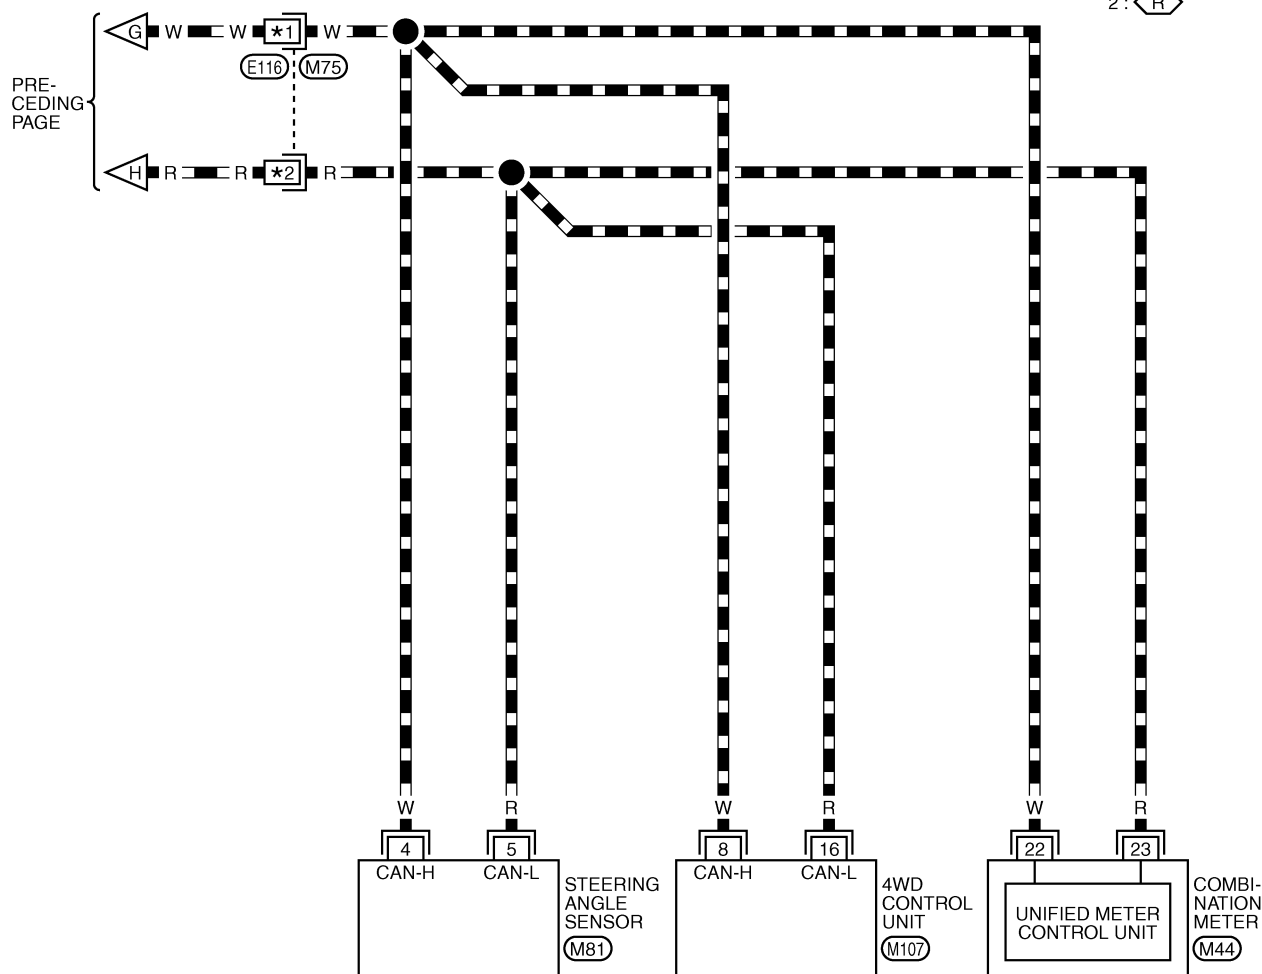 2 : R
G W W *1 W
E116 M75
PRE-
CEDING
PAGE
H R R *2 R
W R W R W R
4 5 8 16 22 23
CAN-H CAN-L CAN-H CAN-L
STEERING
ANGLE
SENSOR
M81
4WD
CONTROL
UNIT
M107
UNIFIED METER
CONTROL UNIT
COMBI-
NATION
METER
M44